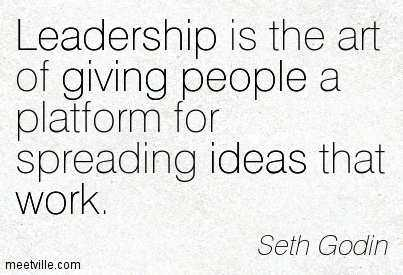 Leadership is the art
of giving people a
platform for
spreading ideas that
work.
Seth Godin
meetville.com